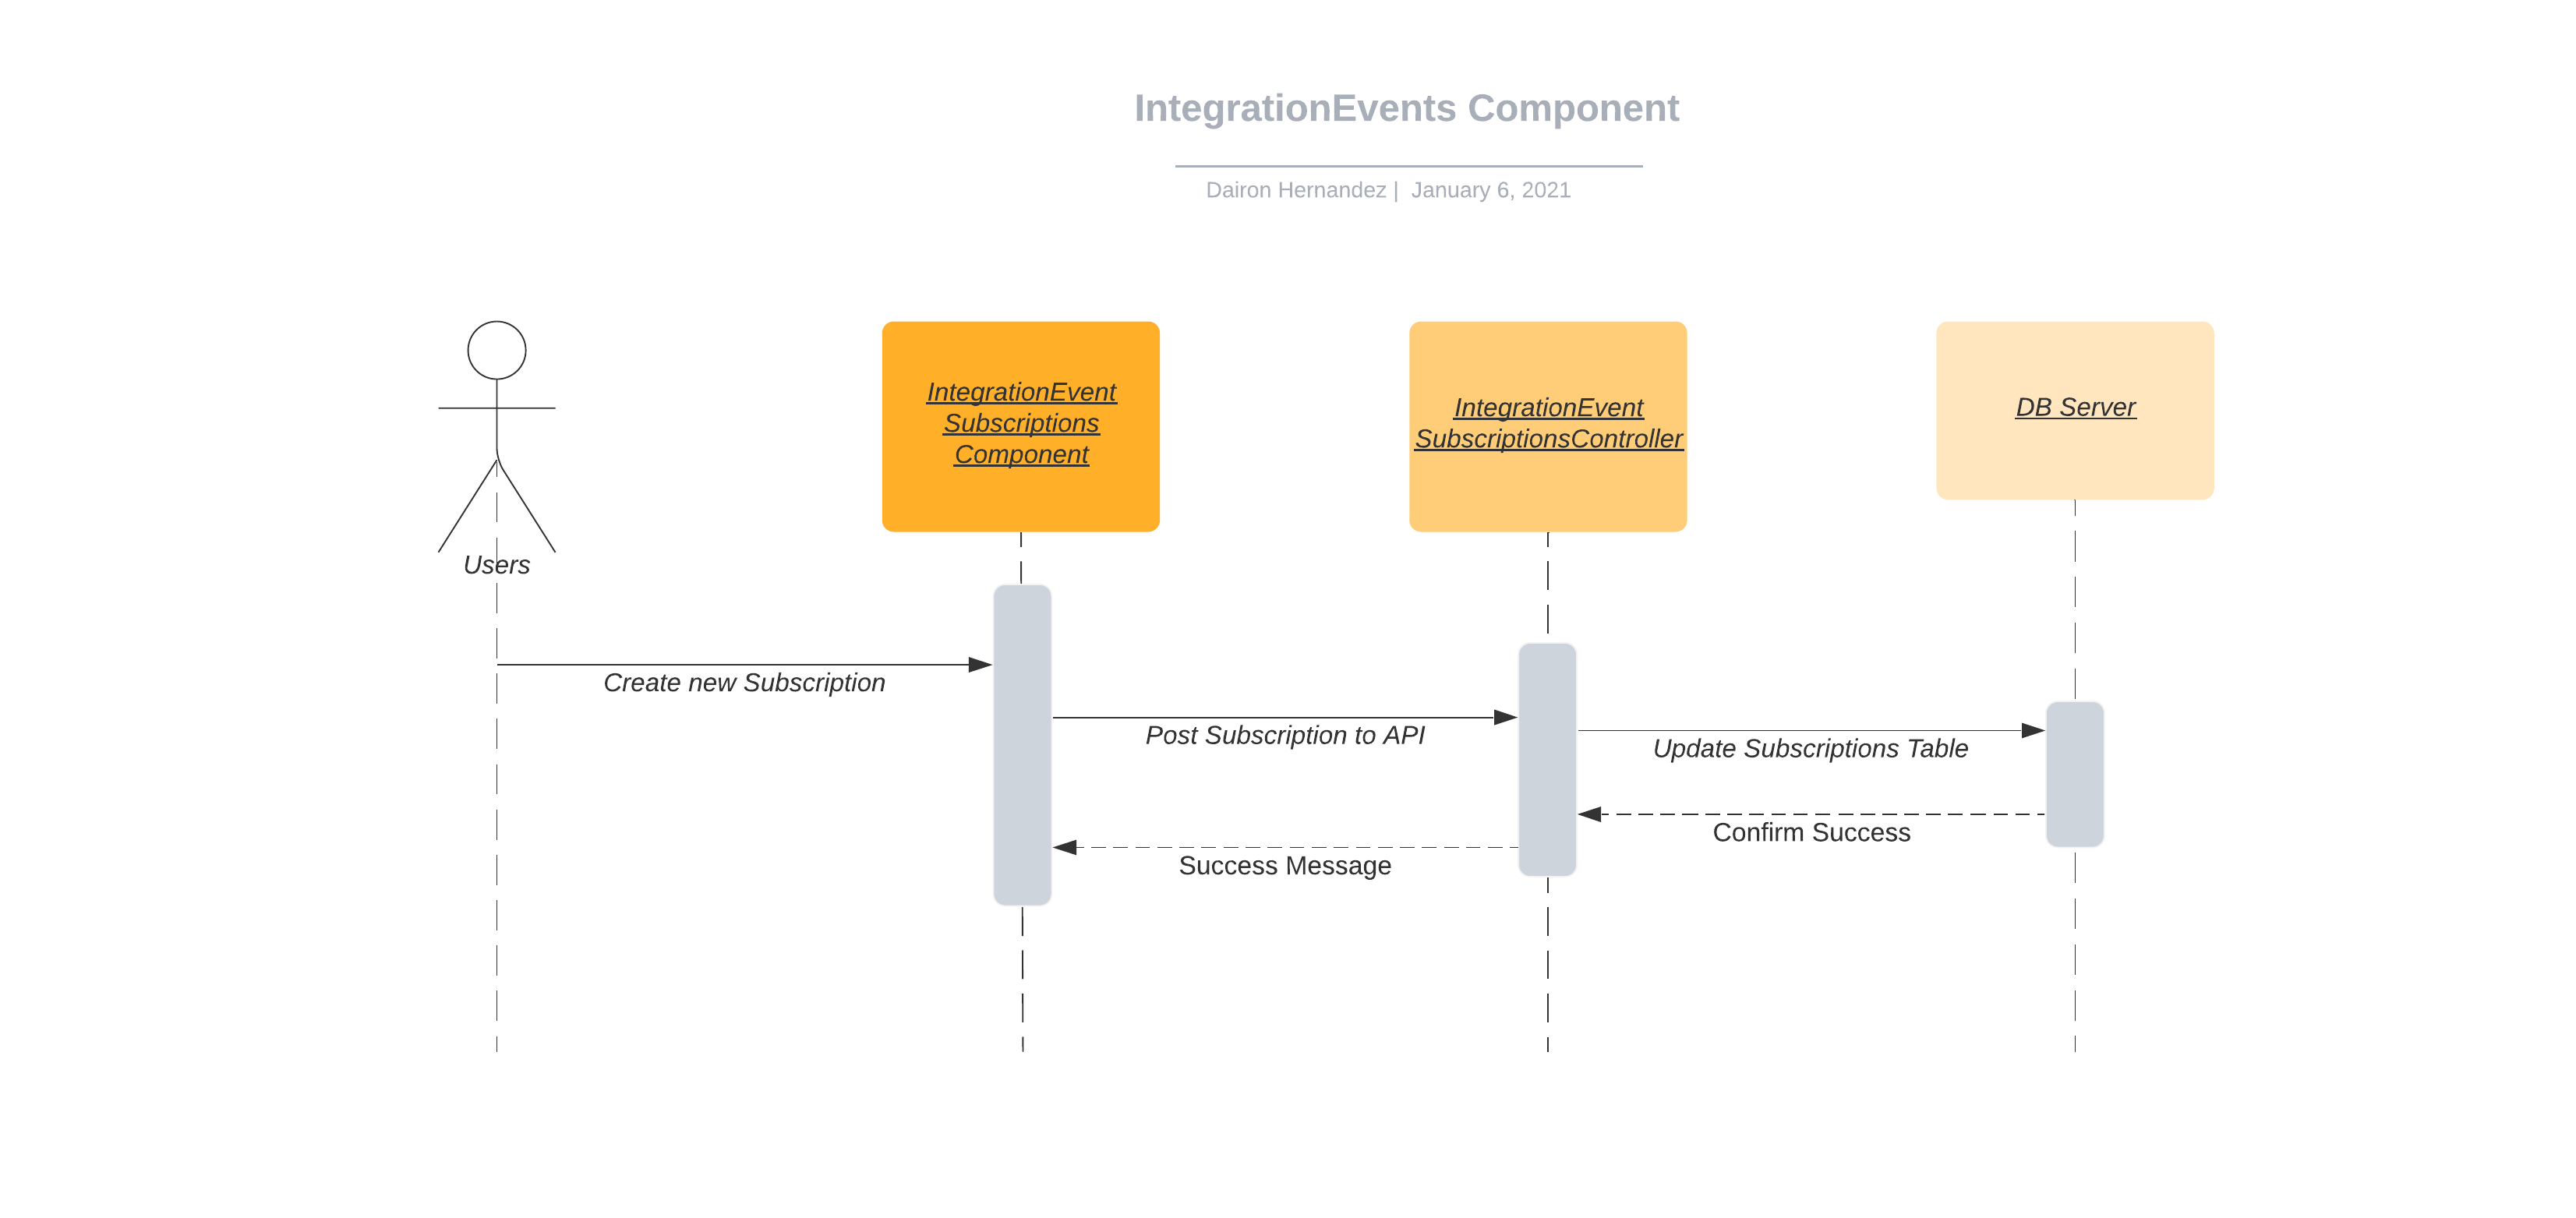 IntegrationEvents Component
Dairon Hernandez | January 6, 2021
Users
IntegrationEvent
Subscriptions
Component
IntegrationEvent
SubscriptionsController
DB Server
Create new Subscription
Post Subscription to API
Update Subscriptions Table
Confirm Success
Success Message